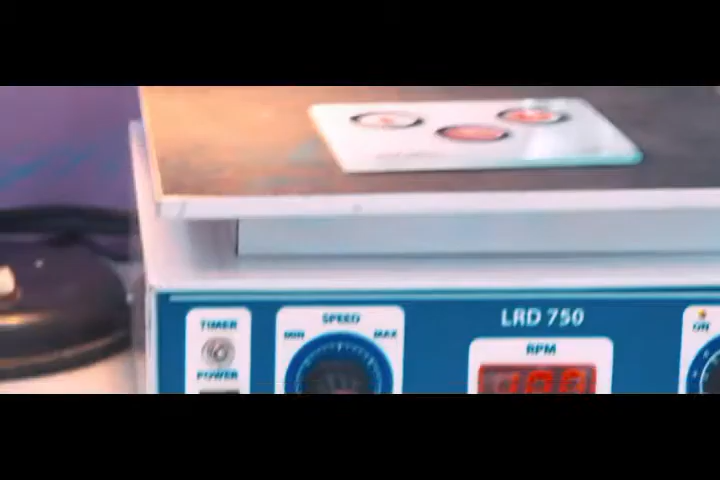 LRD 750
TIMER
SPEED
MIN
MAX
ON
RPM
POWER